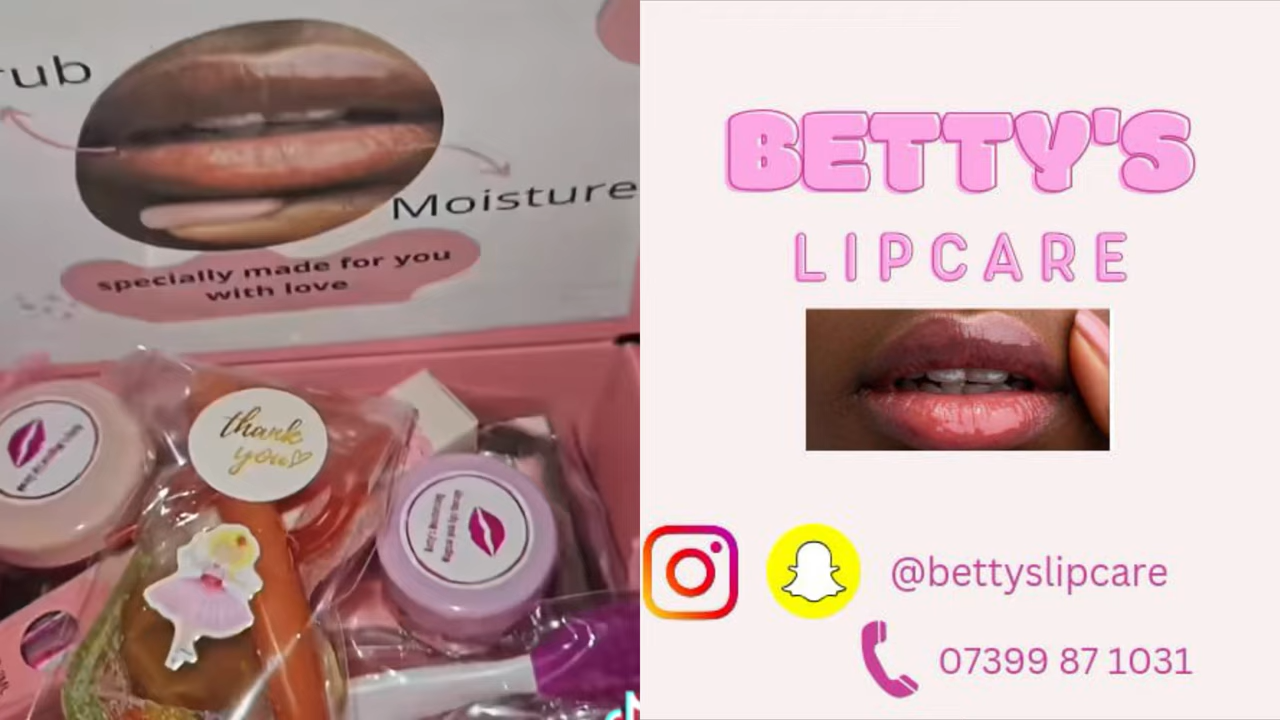 rub
Moisture
specially made for you
with love
thank
you
BETTY'S
LIPCARE
@bettyslipcare
07399 87 1031